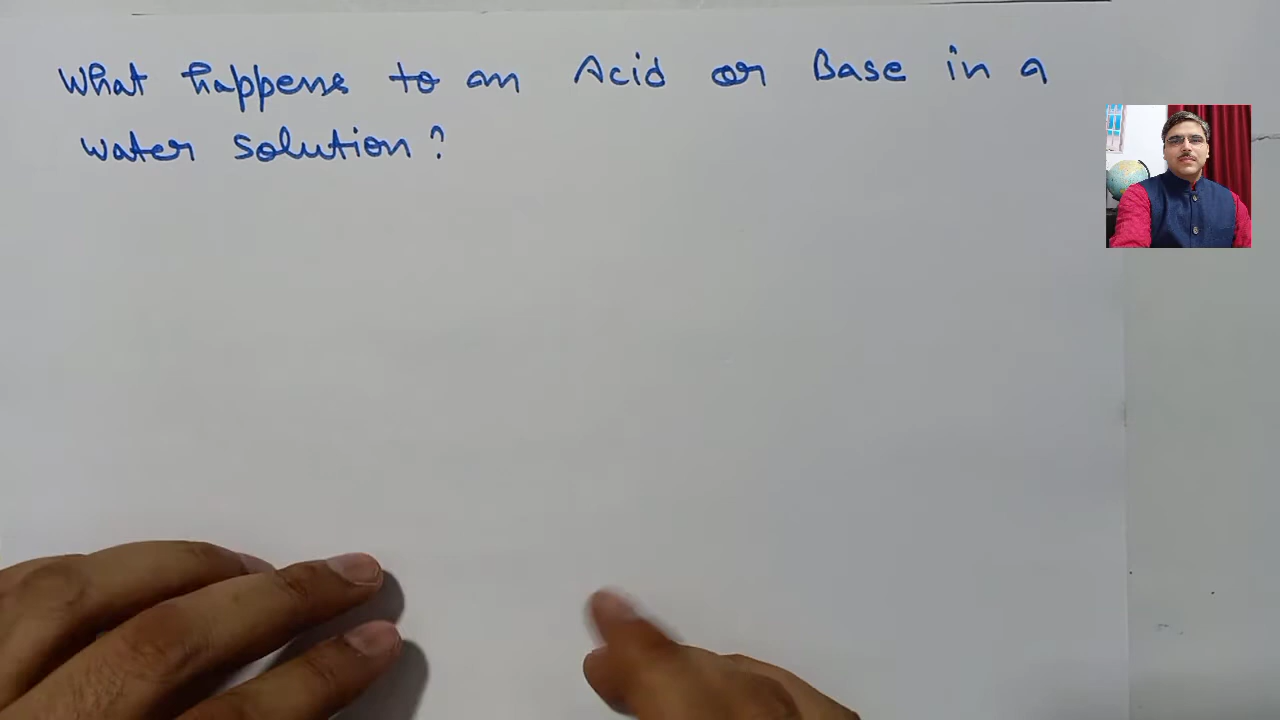 What happens to an Acid or Base in a
water solution?